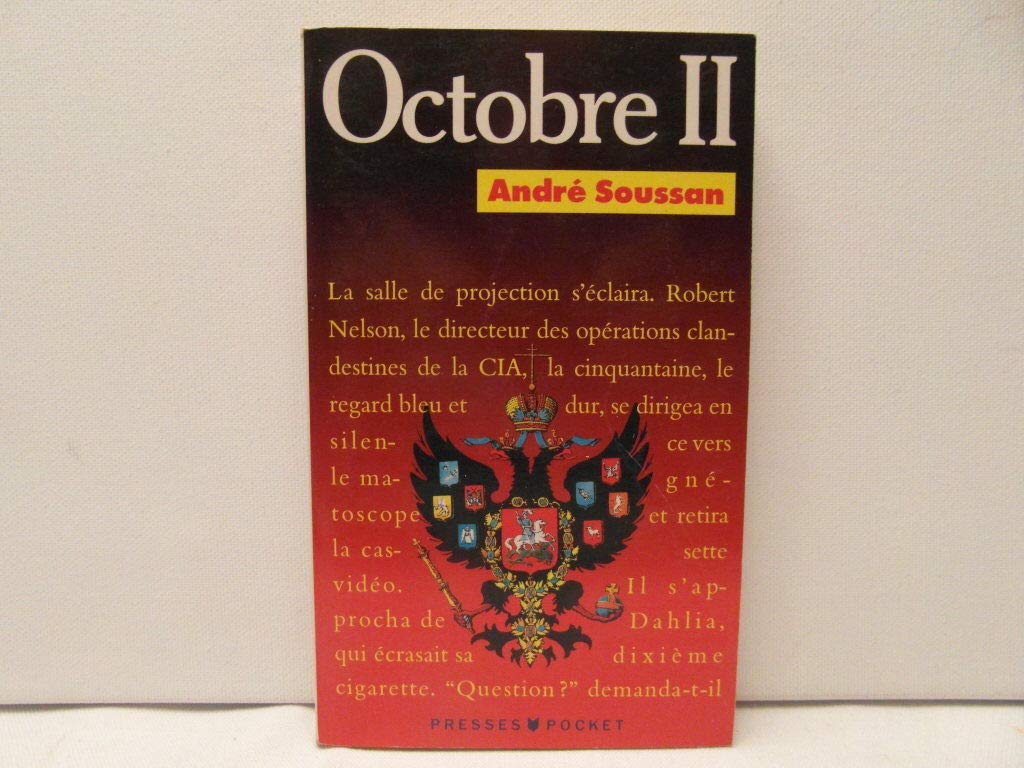 Octobre II
André Soussan
La salle de projection s'éclaira. Robert
Nelson, le directeur des opérations clan-
destines de la CIA, la cinquantaine, le
regard bleu et dur, se dirigea en
silen- ce vers
le ma- gné-
toscope et retira
la cas- sette
vidéo. Il s'ap-
procha de Dahlia,
qui écrasait sa dixième
cigarette. "Question?" demanda-t-il
PRESSES POCKET